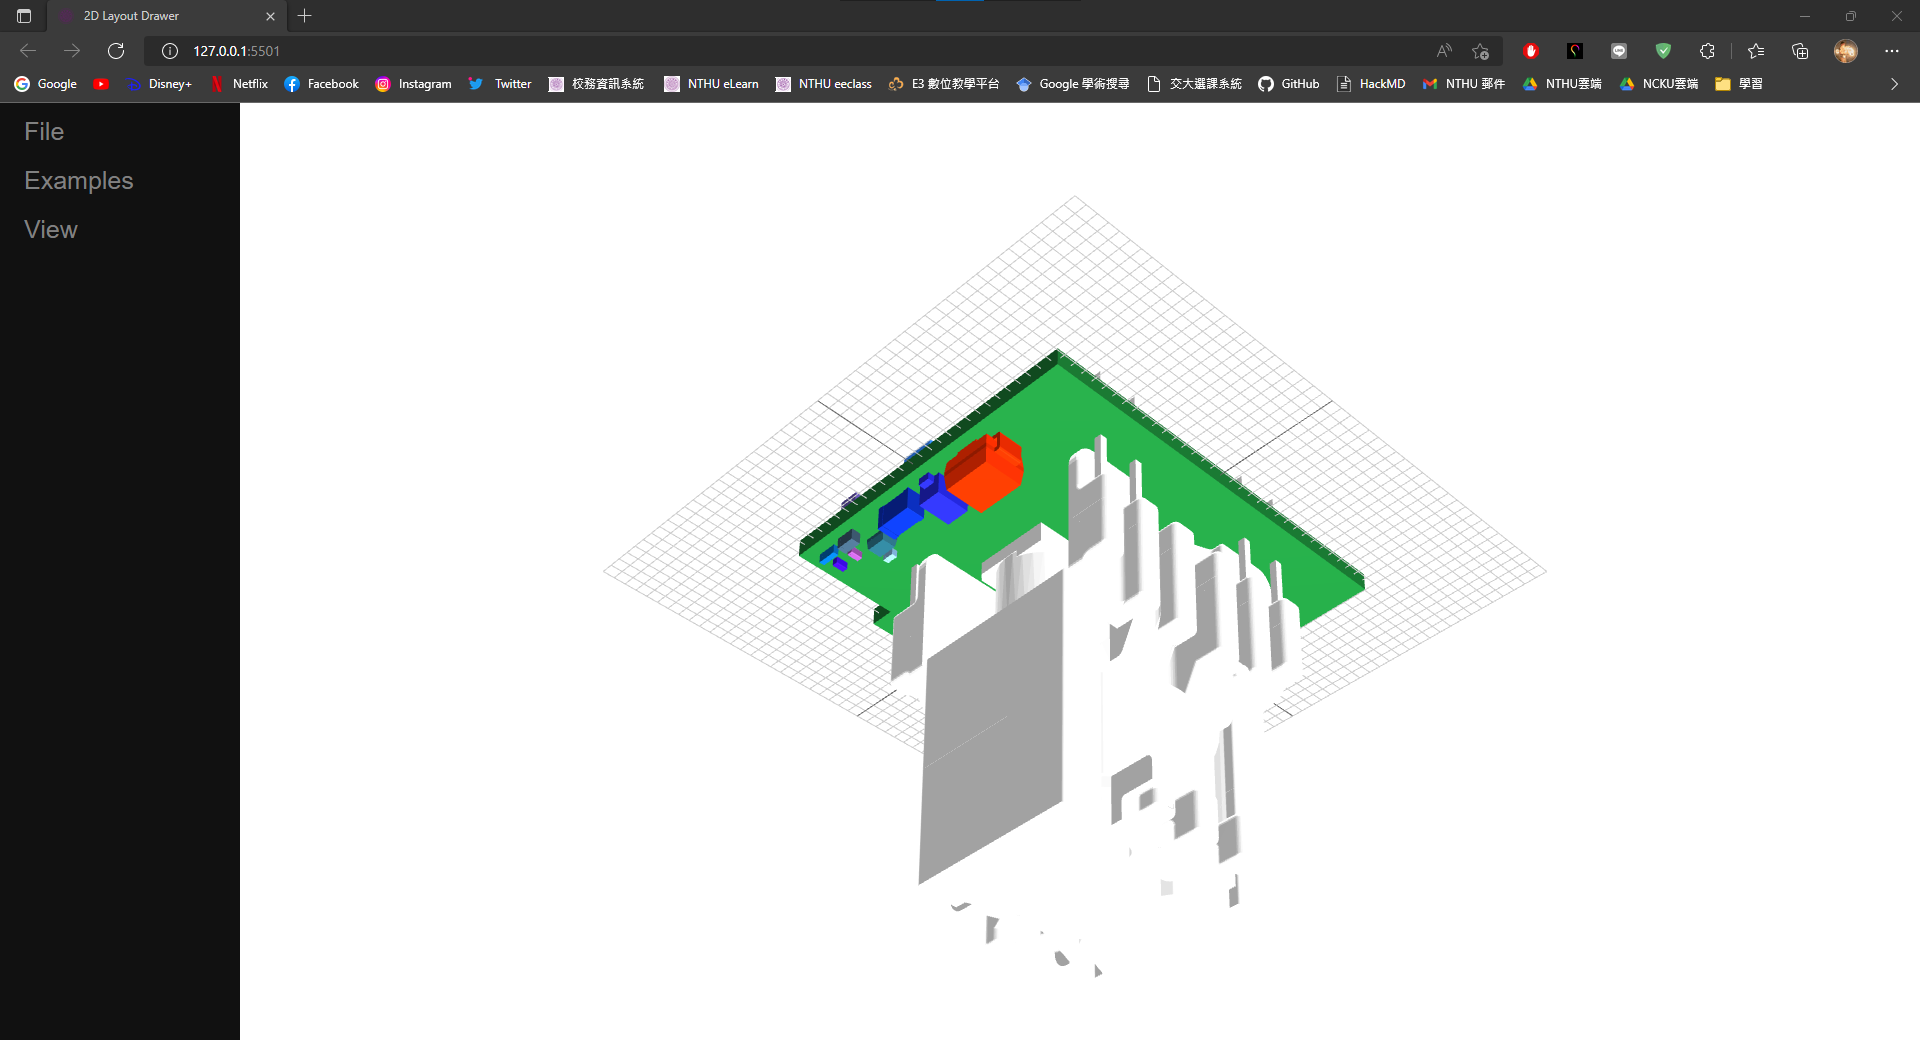 2D Layout Drawer
127.0.0.1:5501
Google Disney+ Netflix Facebook Instagram Twitter 校務資訊系統 NTHU eLearn NTHU eeclass E3 數位教學平台 Google 學術搜尋 交大選課系統 GitHub HackMD NTHU 郵件 NTHU雲端 NCKU雲端 學習
File
Examples
View